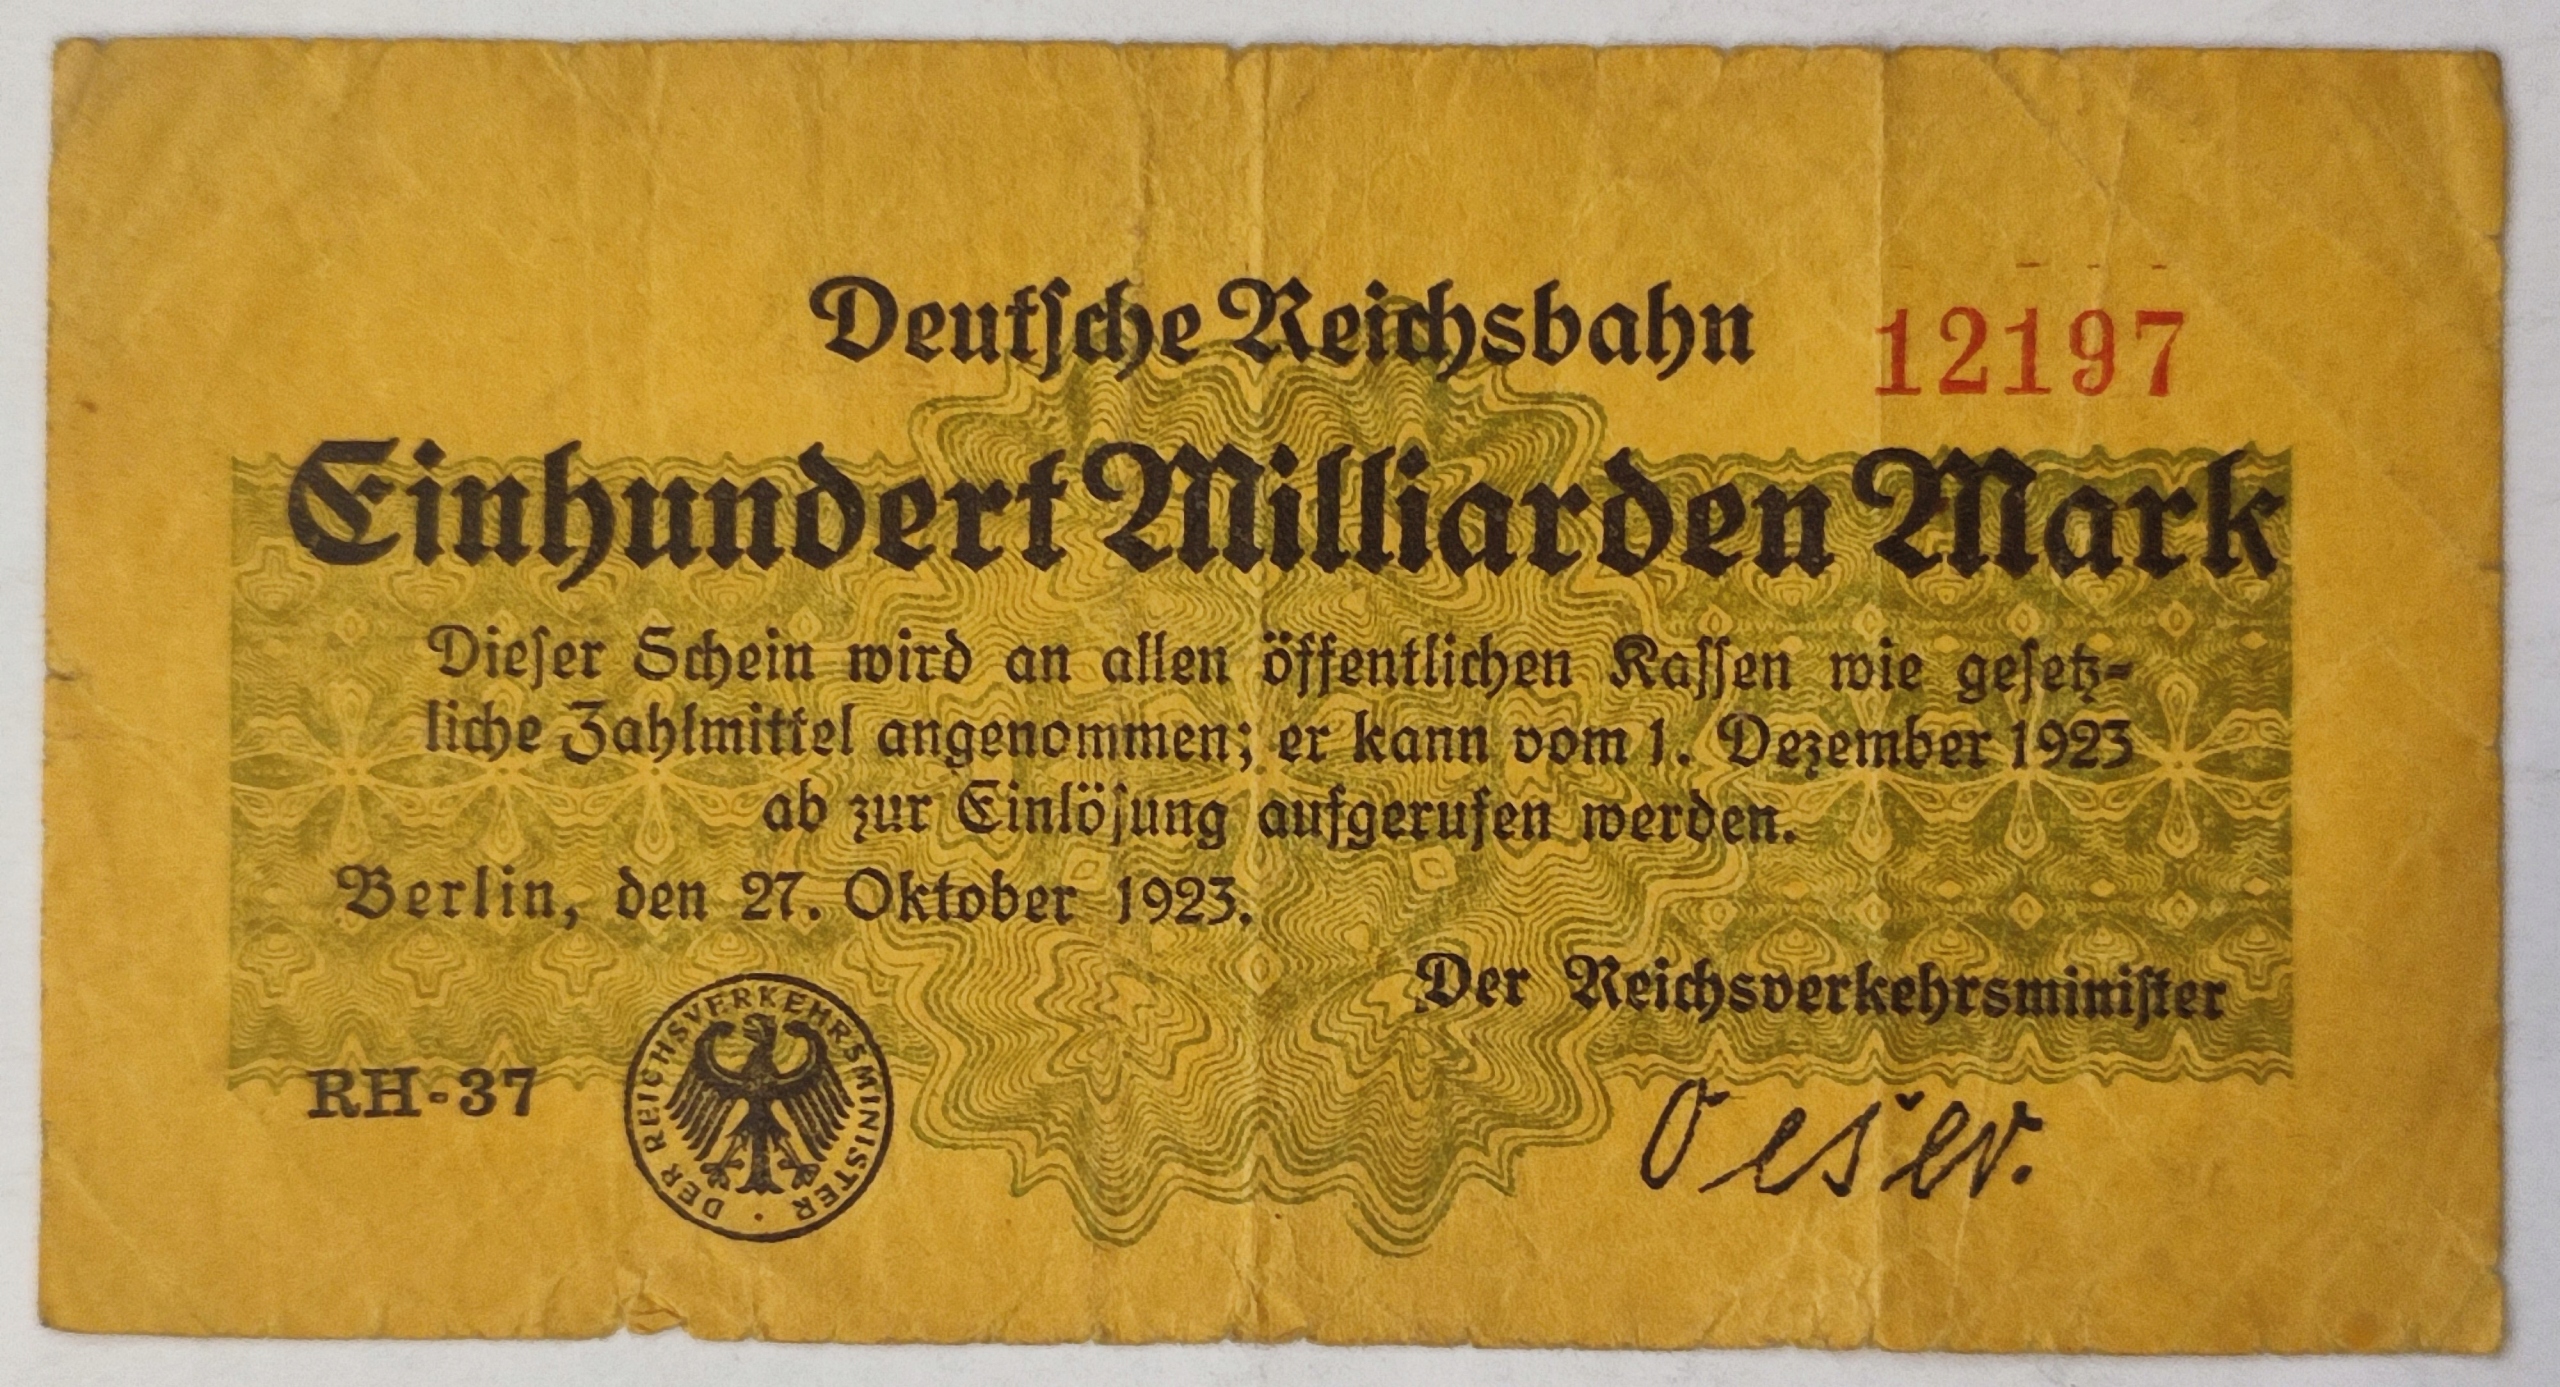 Deutsche Reichsbahn 12197
Einhundert Milliarden Mark
Dieser Schein wird an allen öffentlichen Kassen wie gesetz-
liche Zahlmittel angenommen; er kann vom 1. Dezember 1923
ab zur Einlösung aufgerufen werden.
Berlin, den 27. Oktober 1923.
Der Reichsverkehrsminister
RH-37
DER REICHSVERKEHRSMINISTER ·
Oeser.